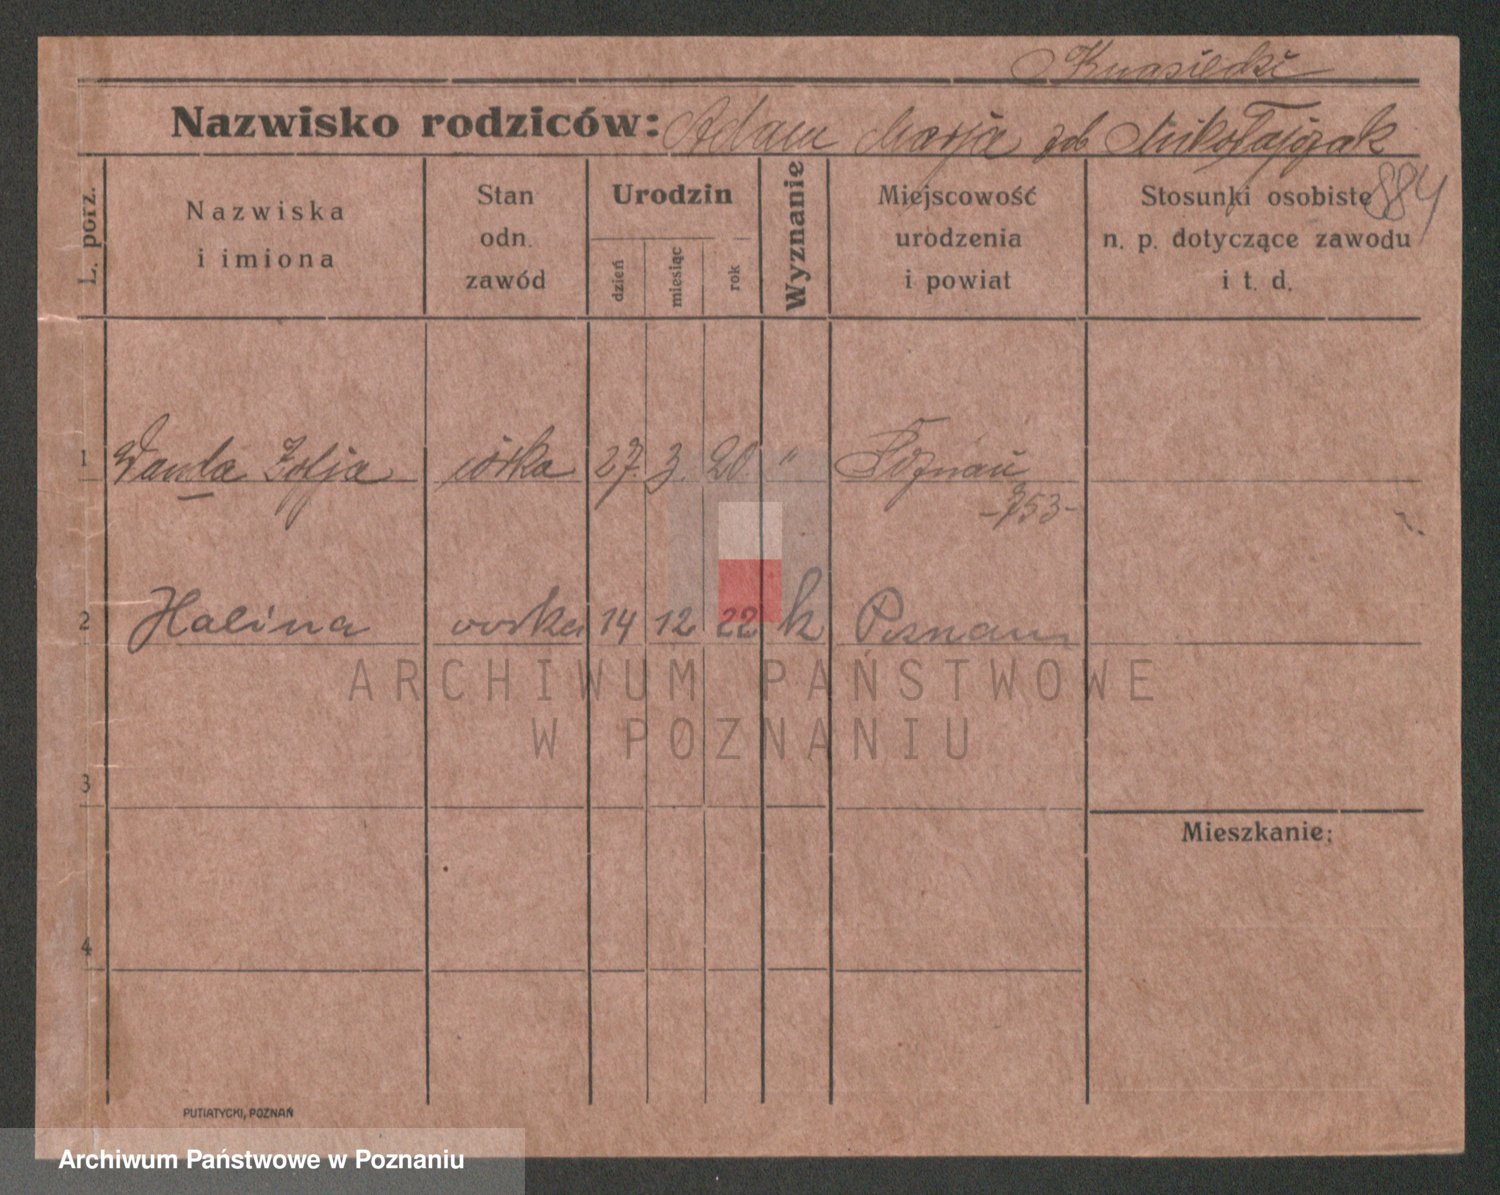 Kwasiecki
Nazwisko rodziców: Adam Marja zd Mikołajczak
L. porz.
Nazwiska
i imiona
Stan
odn.
zawód
Urodzin
dzień
miesiąc
rok
Wyznanie
Miejscowość
urodzenia
i powiat
Stosunki osobiste
n. p. dotyczące zawodu
i t. d.
884
1 Wanda Zofja córka 27. 3. 20. " Poznań
2 Halina córka 14 12 22 k Poznań
ARCHIWUM PAŃSTWOWE
W POZNANIU
3
Mieszkanie:
4
PUTIATYCKI, POZNAŃ
Archiwum Państwowe w Poznaniu